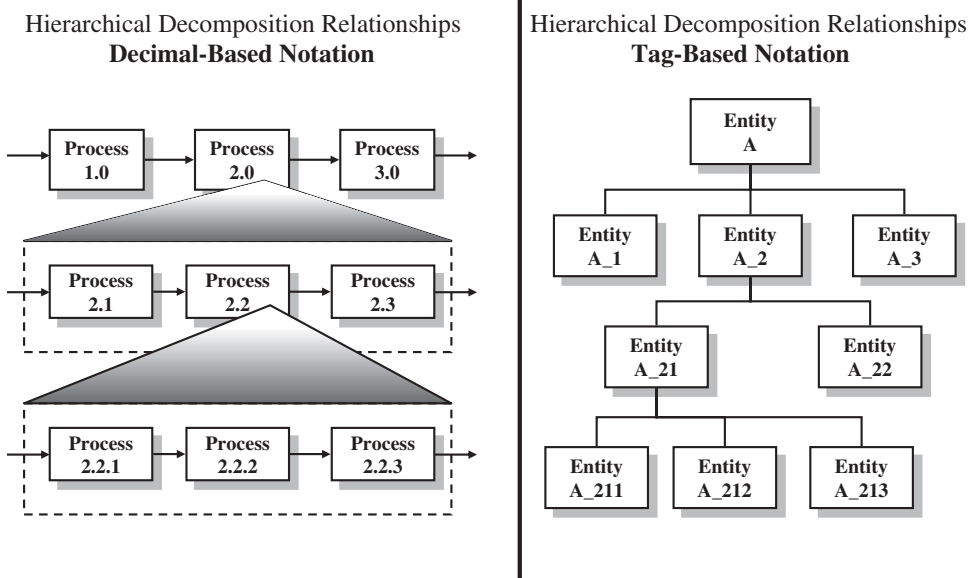 Hierarchical Decomposition Relationships
Decimal-Based Notation
Process
1.0
Process
2.0
Process
3.0
Process
2.1
Process
2.2
Process
2.3
Process
2.2.1
Process
2.2.2
Process
2.2.3
Hierarchical Decomposition Relationships
Tag-Based Notation
Entity
A
Entity
A_1
Entity
A_2
Entity
A_3
Entity
A_21
Entity
A_22
Entity
A_211
Entity
A_212
Entity
A_213